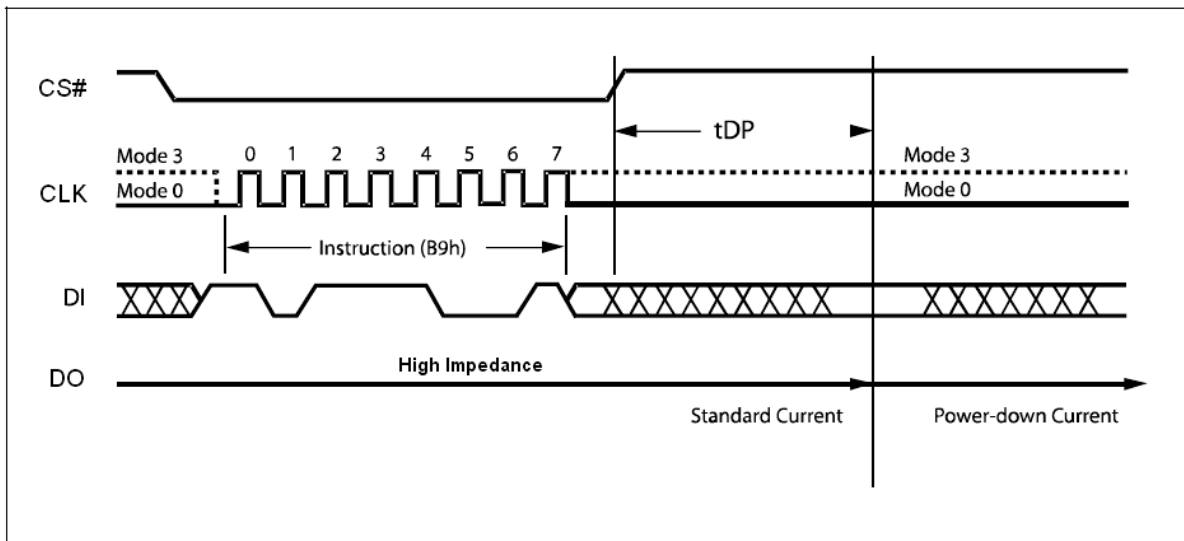 CS#
tDP
Mode 3 0 1 2 3 4 5 6 7 Mode 3
CLK Mode 0 Mode 0
Instruction (B9h)
DI
High Impedance
DO
Standard Current Power-down Current